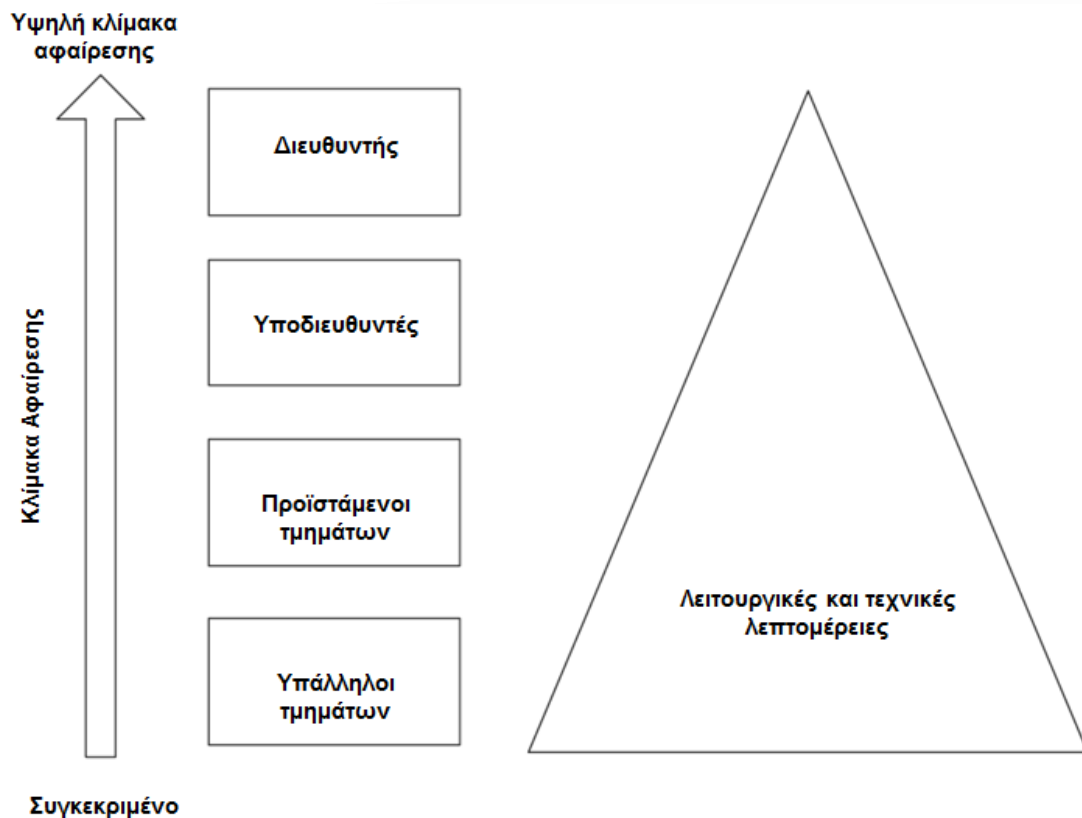 Υψηλή κλίμακα
αφαίρεσης
Κλίμακα Αφαίρεσης
Συγκεκριμένο
Διευθυντής
Υποδιευθυντές
Προϊστάμενοι
τμημάτων
Υπάλληλοι
τμημάτων
Λειτουργικές και τεχνικές
λεπτομέρειες